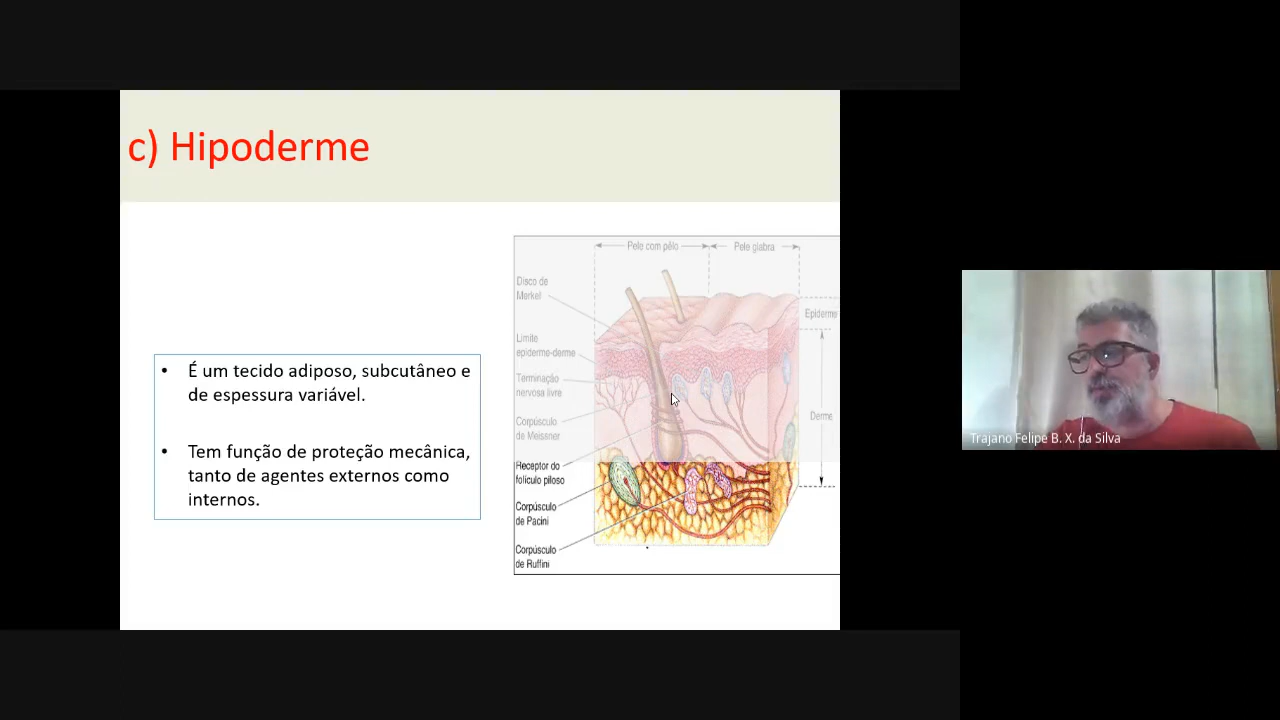 c) Hipoderme
• É um tecido adiposo, subcutâneo e
de espessura variável.
• Tem função de proteção mecânica,
tanto de agentes externos como
internos.
Pele com pêlo
Pele glabra
Disco de
Merkel
Limite
epiderme-derme
Terminação
nervosa livre
Corpúsculo
de Meissner
Receptor do
folículo piloso
Corpúsculo
de Pacini
Corpúsculo
de Ruffini
Epiderme
Derme
Trajano Felipe B. X. da Silva